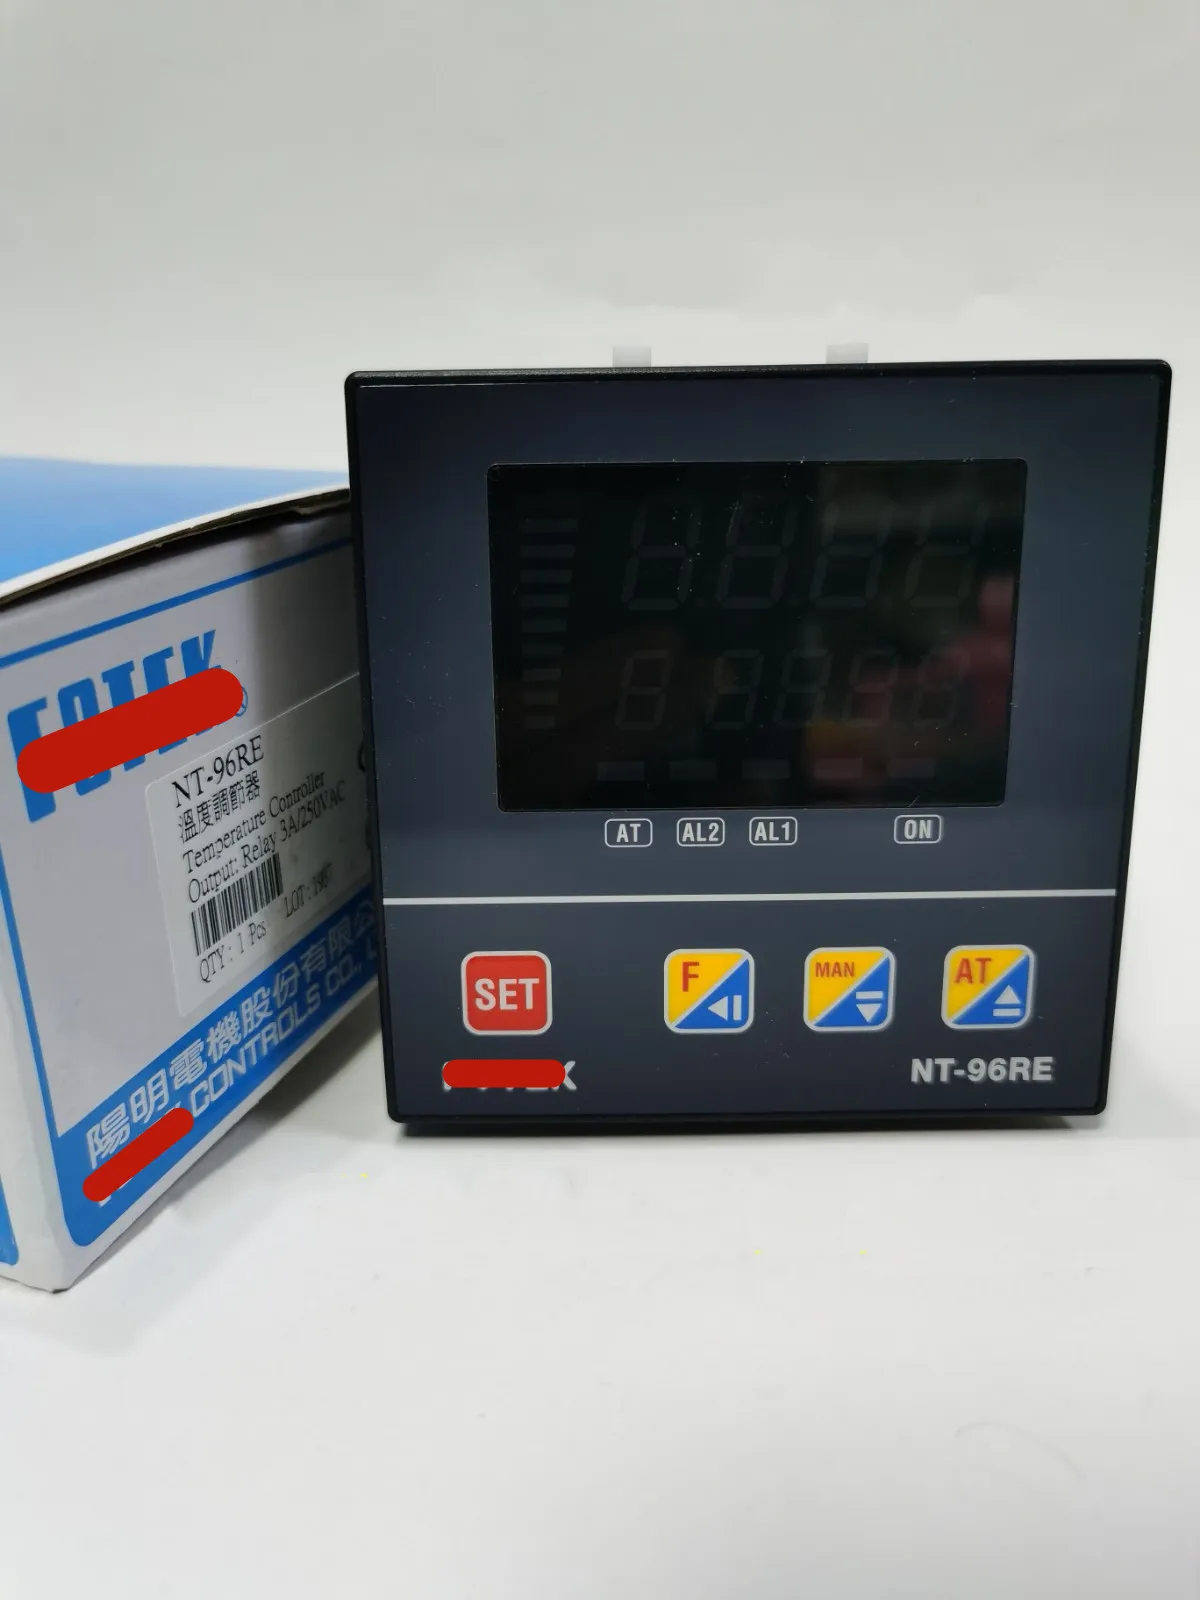 FOTEK
NT-96RE
溫度調節器
Temperature Controller
Output: Relay 3A/250VAC
QTY : 1 Pcs
陽明電機股份有限公
CONTROLS CO.,
AT
AL2
AL1
ON
SET
F
MAN
AT
NT-96RE